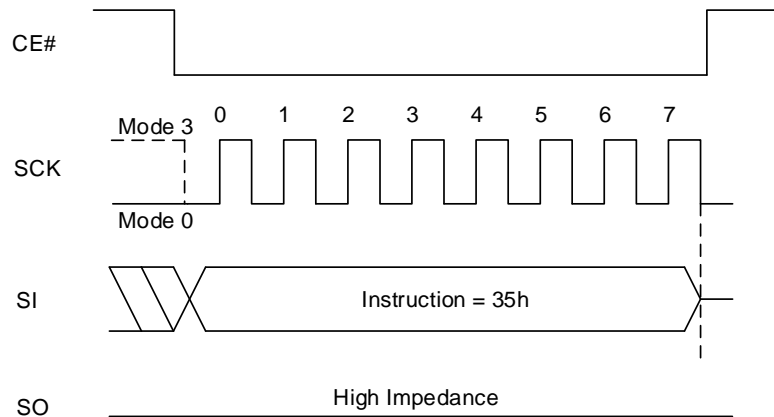 CE#
0 1 2 3 4 5 6 7
Mode 3
SCK
Mode 0
SI
Instruction = 35h
High Impedance
SO